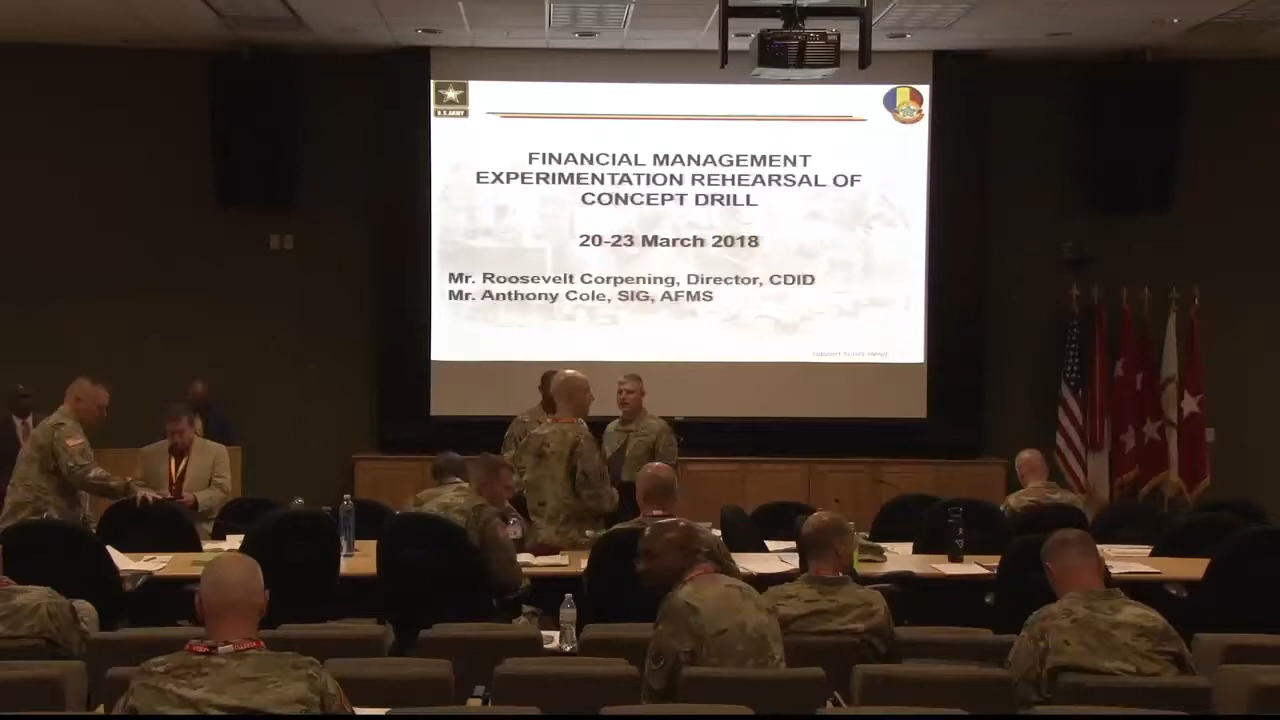 U.S. ARMY
FINANCIAL MANAGEMENT
EXPERIMENTATION REHEARSAL OF
CONCEPT DRILL
20-23 March 2018
Mr. Roosevelt Corpening, Director, CDID
Mr. Anthony Cole, SIG, AFMS